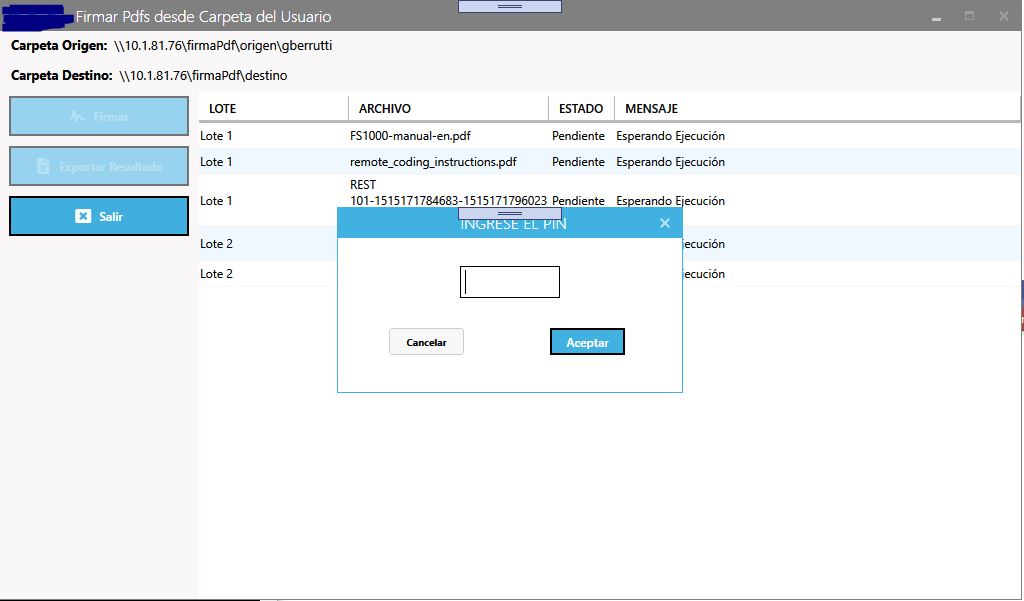 Firmar Pdfs desde Carpeta del Usuario
Carpeta Origen: \\10.1.81.76\firmaPdf\origen\gberrutti
Carpeta Destino: \\10.1.81.76\firmaPdf\destino
Firmar
Exportar Resultado
Salir
LOTE ARCHIVO ESTADO MENSAJE
Lote 1 FS1000-manual-en.pdf Pendiente Esperando Ejecución
Lote 1 remote_coding_instructions.pdf Pendiente Esperando Ejecución
REST
Lote 1 101-1515171784683-1515171796023 Pendiente Esperando Ejecución
Lote 2 ecución
Lote 2 ecución
INGRESE EL PIN
Cancelar Aceptar